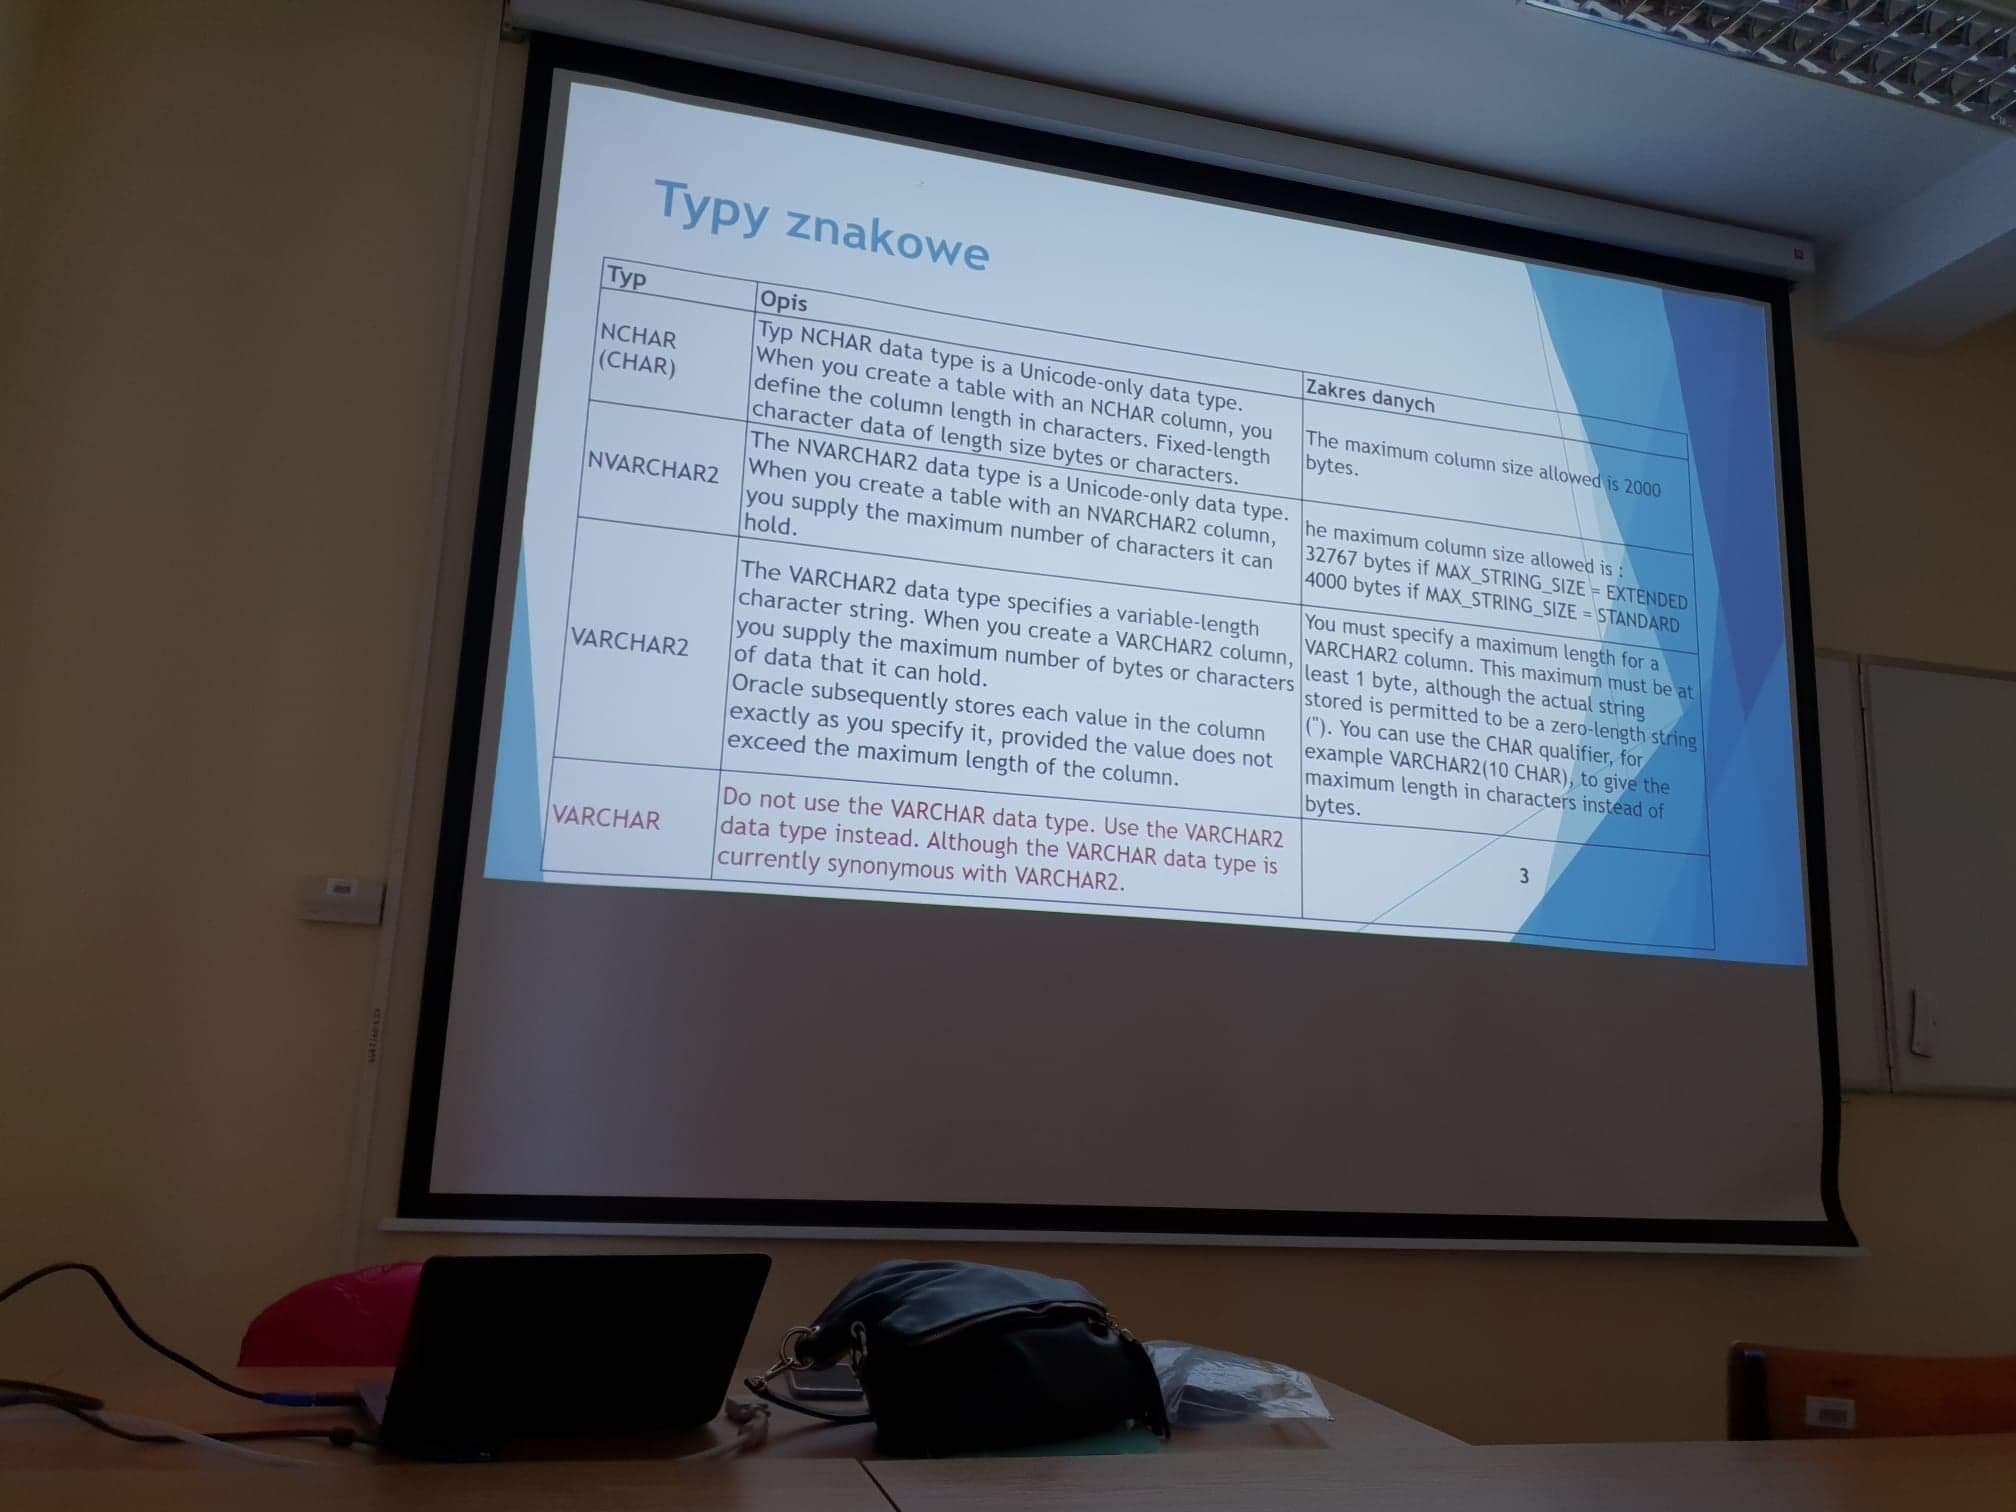 Typy znakowe
Typ
Opis
Zakres danych
NCHAR
(CHAR)
Typ NCHAR data type is a Unicode-only data type.
When you create a table with an NCHAR column, you
define the column length in characters. Fixed-length
character data of length size bytes or characters.
The maximum column size allowed is 2000
bytes.
NVARCHAR2
The NVARCHAR2 data type is a Unicode-only data type.
When you create a table with an NVARCHAR2 column,
you supply the maximum number of characters it can
hold.
he maximum column size allowed is :
32767 bytes if MAX_STRING_SIZE = EXTENDED
4000 bytes if MAX_STRING_SIZE = STANDARD
VARCHAR2
The VARCHAR2 data type specifies a variable-length
character string. When you create a VARCHAR2 column,
you supply the maximum number of bytes or characters
of data that it can hold.
Oracle subsequently stores each value in the column
exactly as you specify it, provided the value does not
exceed the maximum length of the column.
You must specify a maximum length for a
VARCHAR2 column. This maximum must be at
least 1 byte, although the actual string
stored is permitted to be a zero-length string
(''). You can use the CHAR qualifier, for
example VARCHAR2(10 CHAR), to give the
maximum length in characters instead of
bytes.
VARCHAR
Do not use the VARCHAR data type. Use the VARCHAR2
data type instead. Although the VARCHAR data type is
currently synonymous with VARCHAR2.
3